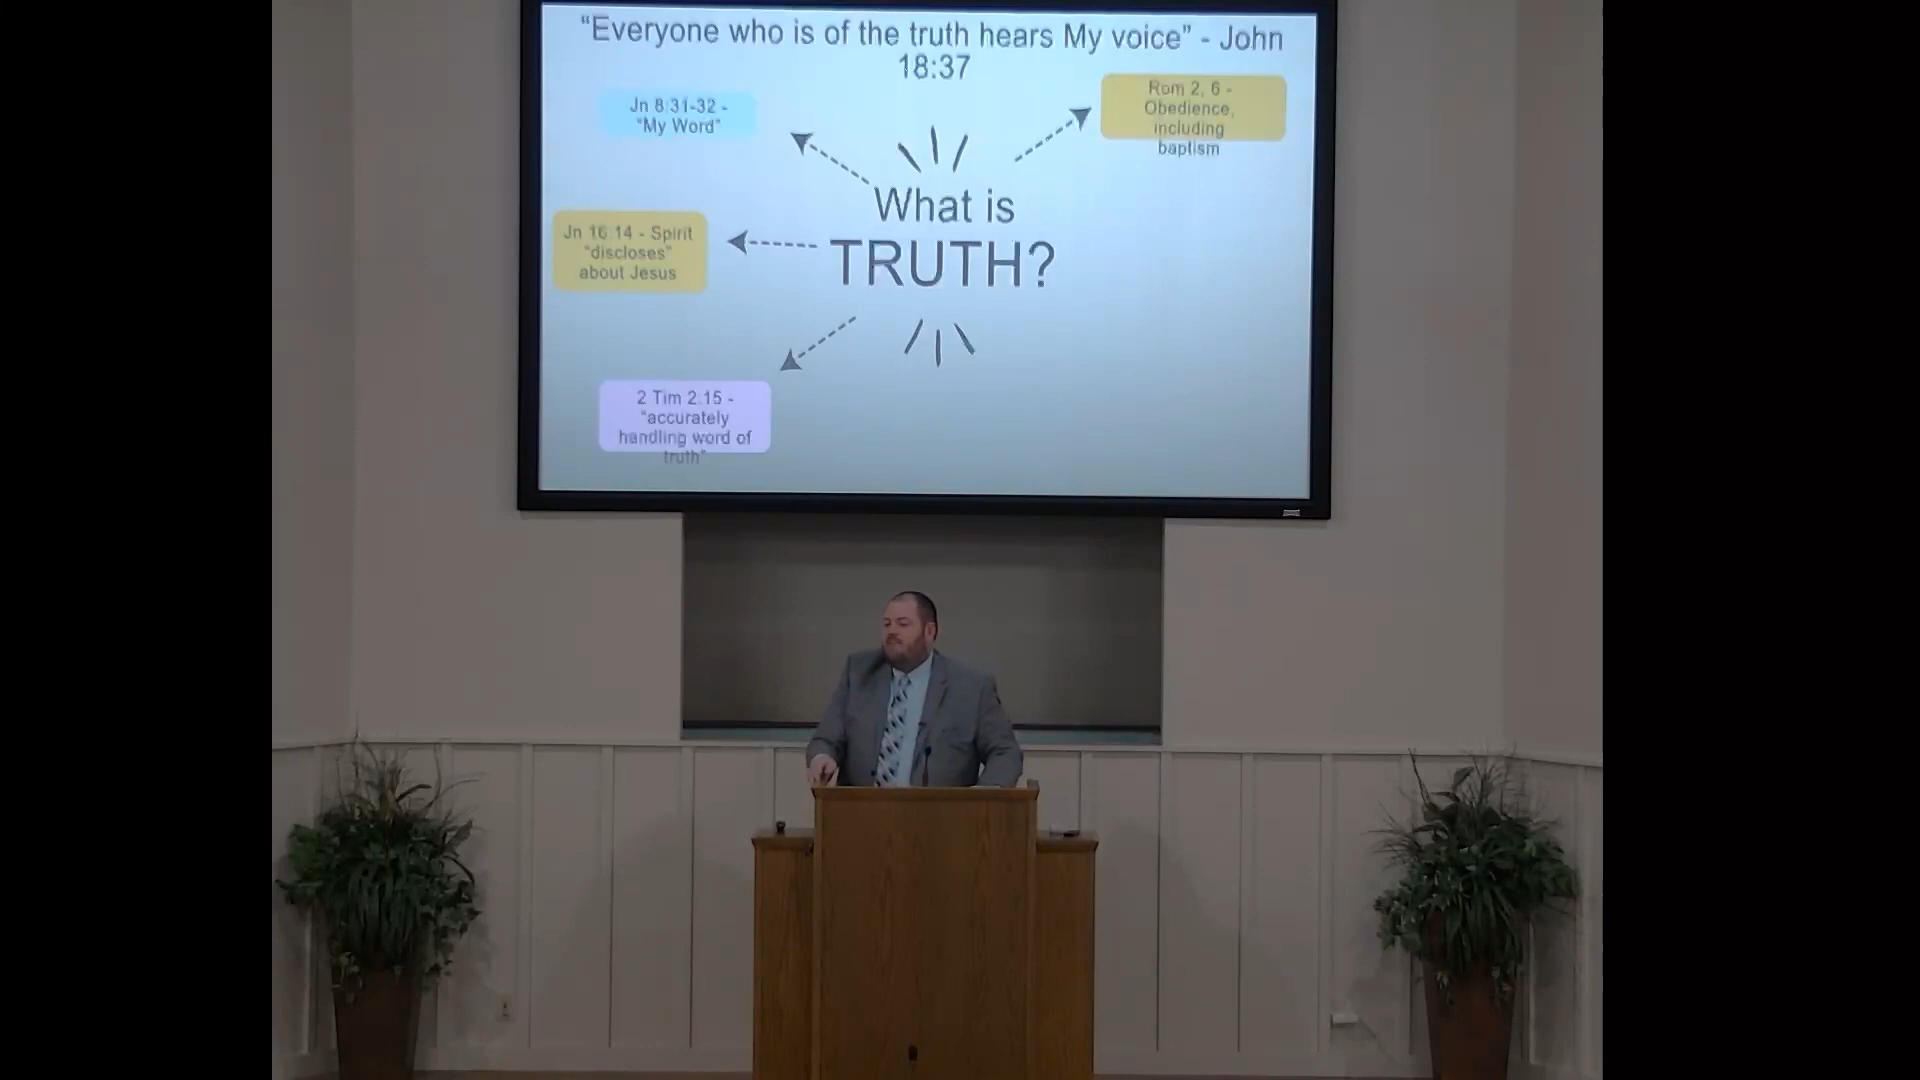 “Everyone who is of the truth hears My voice” - John
18:37
Jn 8:31-32 -
“My Word”
Rom 2, 6 -
Obedience,
including
baptism
What is
TRUTH?
Jn 16:14 - Spirit
“discloses”
about Jesus
2 Tim 2:15 -
“accurately
handling word of
truth”